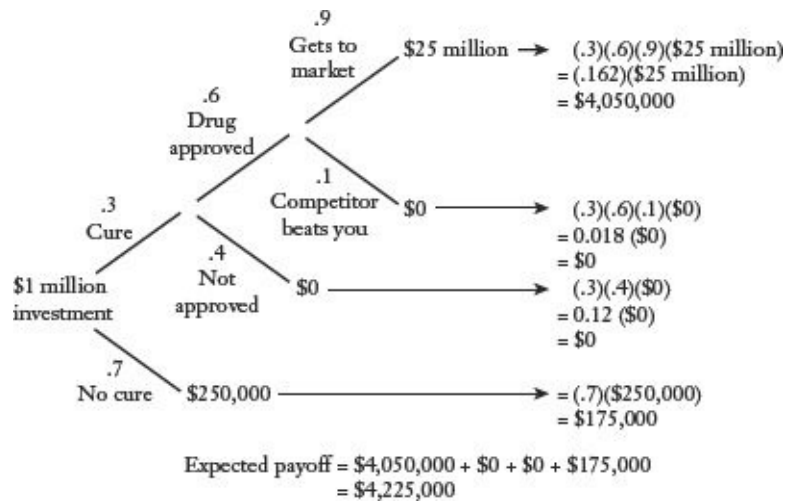 .9
Gets to
market
$25 million
(.3)(.6)(.9)($25 million)
= (.162)($25 million)
= $4,050,000
.6
Drug
approved
.1
Competitor
beats you
$0
(.3)(.6)(.1)($0)
= 0.018 ($0)
= $0
.3
Cure
.4
Not
approved
$0
(.3)(.4)($0)
= 0.12 ($0)
= $0
$1 million
investment
.7
No cure
$250,000
= (.7)($250,000)
= $175,000
Expected payoff = $4,050,000 + $0 + $0 + $175,000
= $4,225,000